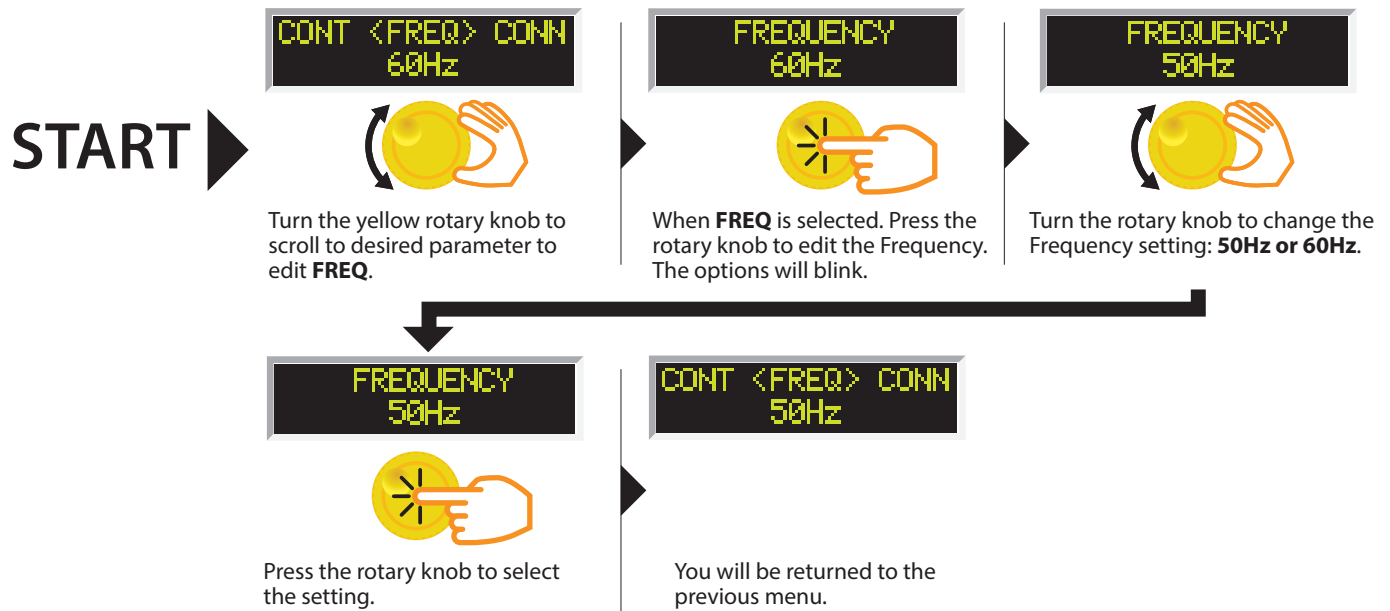 START
CONT <FREQ> CONN
60Hz
Turn the yellow rotary knob to
scroll to desired parameter to
edit FREQ.
FREQUENCY
60Hz
When FREQ is selected. Press the
rotary knob to edit the Frequency.
The options will blink.
FREQUENCY
50Hz
Turn the rotary knob to change the
Frequency setting: 50Hz or 60Hz.
FREQUENCY
50Hz
Press the rotary knob to select
the setting.
CONT <FREQ> CONN
50Hz
You will be returned to the
previous menu.